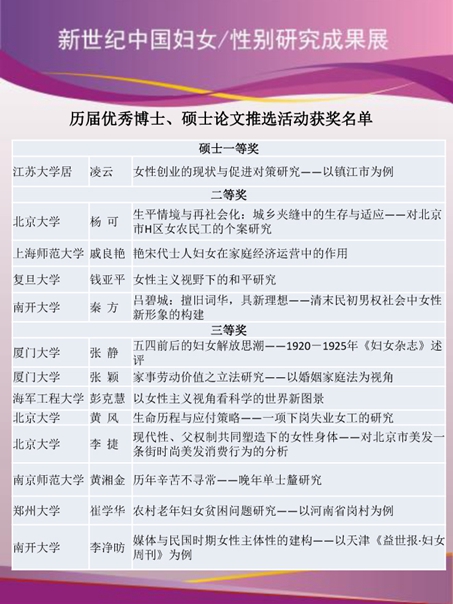 新世纪中国妇女/性别研究成果展
历届优秀博士、硕士论文推选活动获奖名单
硕士一等奖
江苏大学居 凌云 女性创业的现状与促进对策研究——以镇江市为例
二等奖
北京大学 杨 可 生平情境与再社会化：城乡夹缝中的生存与适应——对北京
市H区女农民工的个案研究
上海师范大学 戚良艳 艳宋代士人妇女在家庭经济运营中的作用
复旦大学 钱亚平 女性主义视野下的和平研究
南开大学 秦 方 吕碧城：擅旧词华，具新理想——清末民初男权社会中女性
新形象的构建
三等奖
厦门大学 张 静 五四前后的妇女解放思潮——1920－1925年《妇女杂志》述
评
厦门大学 张 颖 家事劳动价值之立法研究——以婚姻家庭法为视角
海军工程大学 彭克慧 以女性主义视角看科学的世界新图景
北京大学 黄 风 生命历程与应付策略——一项下岗失业女工的研究
北京大学 李 捷 现代性、父权制共同塑造下的女性身体——对北京市美发一
条街时尚美发消费行为的分析
南京师范大学 黄湘金 历年辛苦不寻常——晚年单士釐研究
郑州大学 崔学华 农村老年妇女贫困问题研究——以河南省岗村为例
南开大学 李净昉 媒体与民国时期女性主体性的建构——以天津《益世报·妇女
周刊》为例